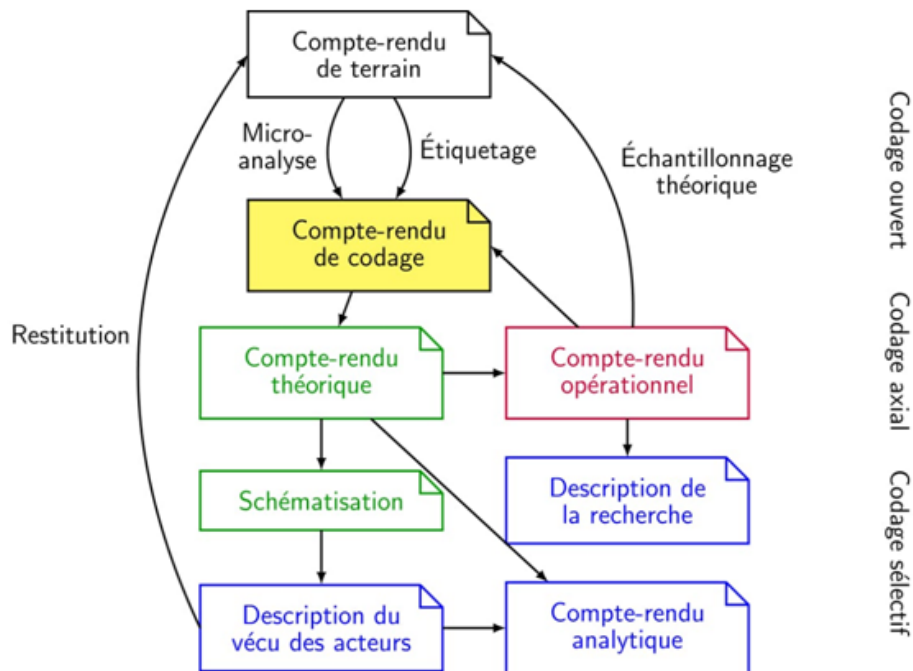 Compte-rendu
de terrain
Micro-
analyse
Étiquetage
Échantillonnage
théorique
Compte-rendu
de codage
Restitution
Compte-rendu
théorique
Compte-rendu
opérationnel
Schématisation
Description de
la recherche
Description du
vécu des acteurs
Compte-rendu
analytique
Codage ouvert
Codage axial
Codage sélectif